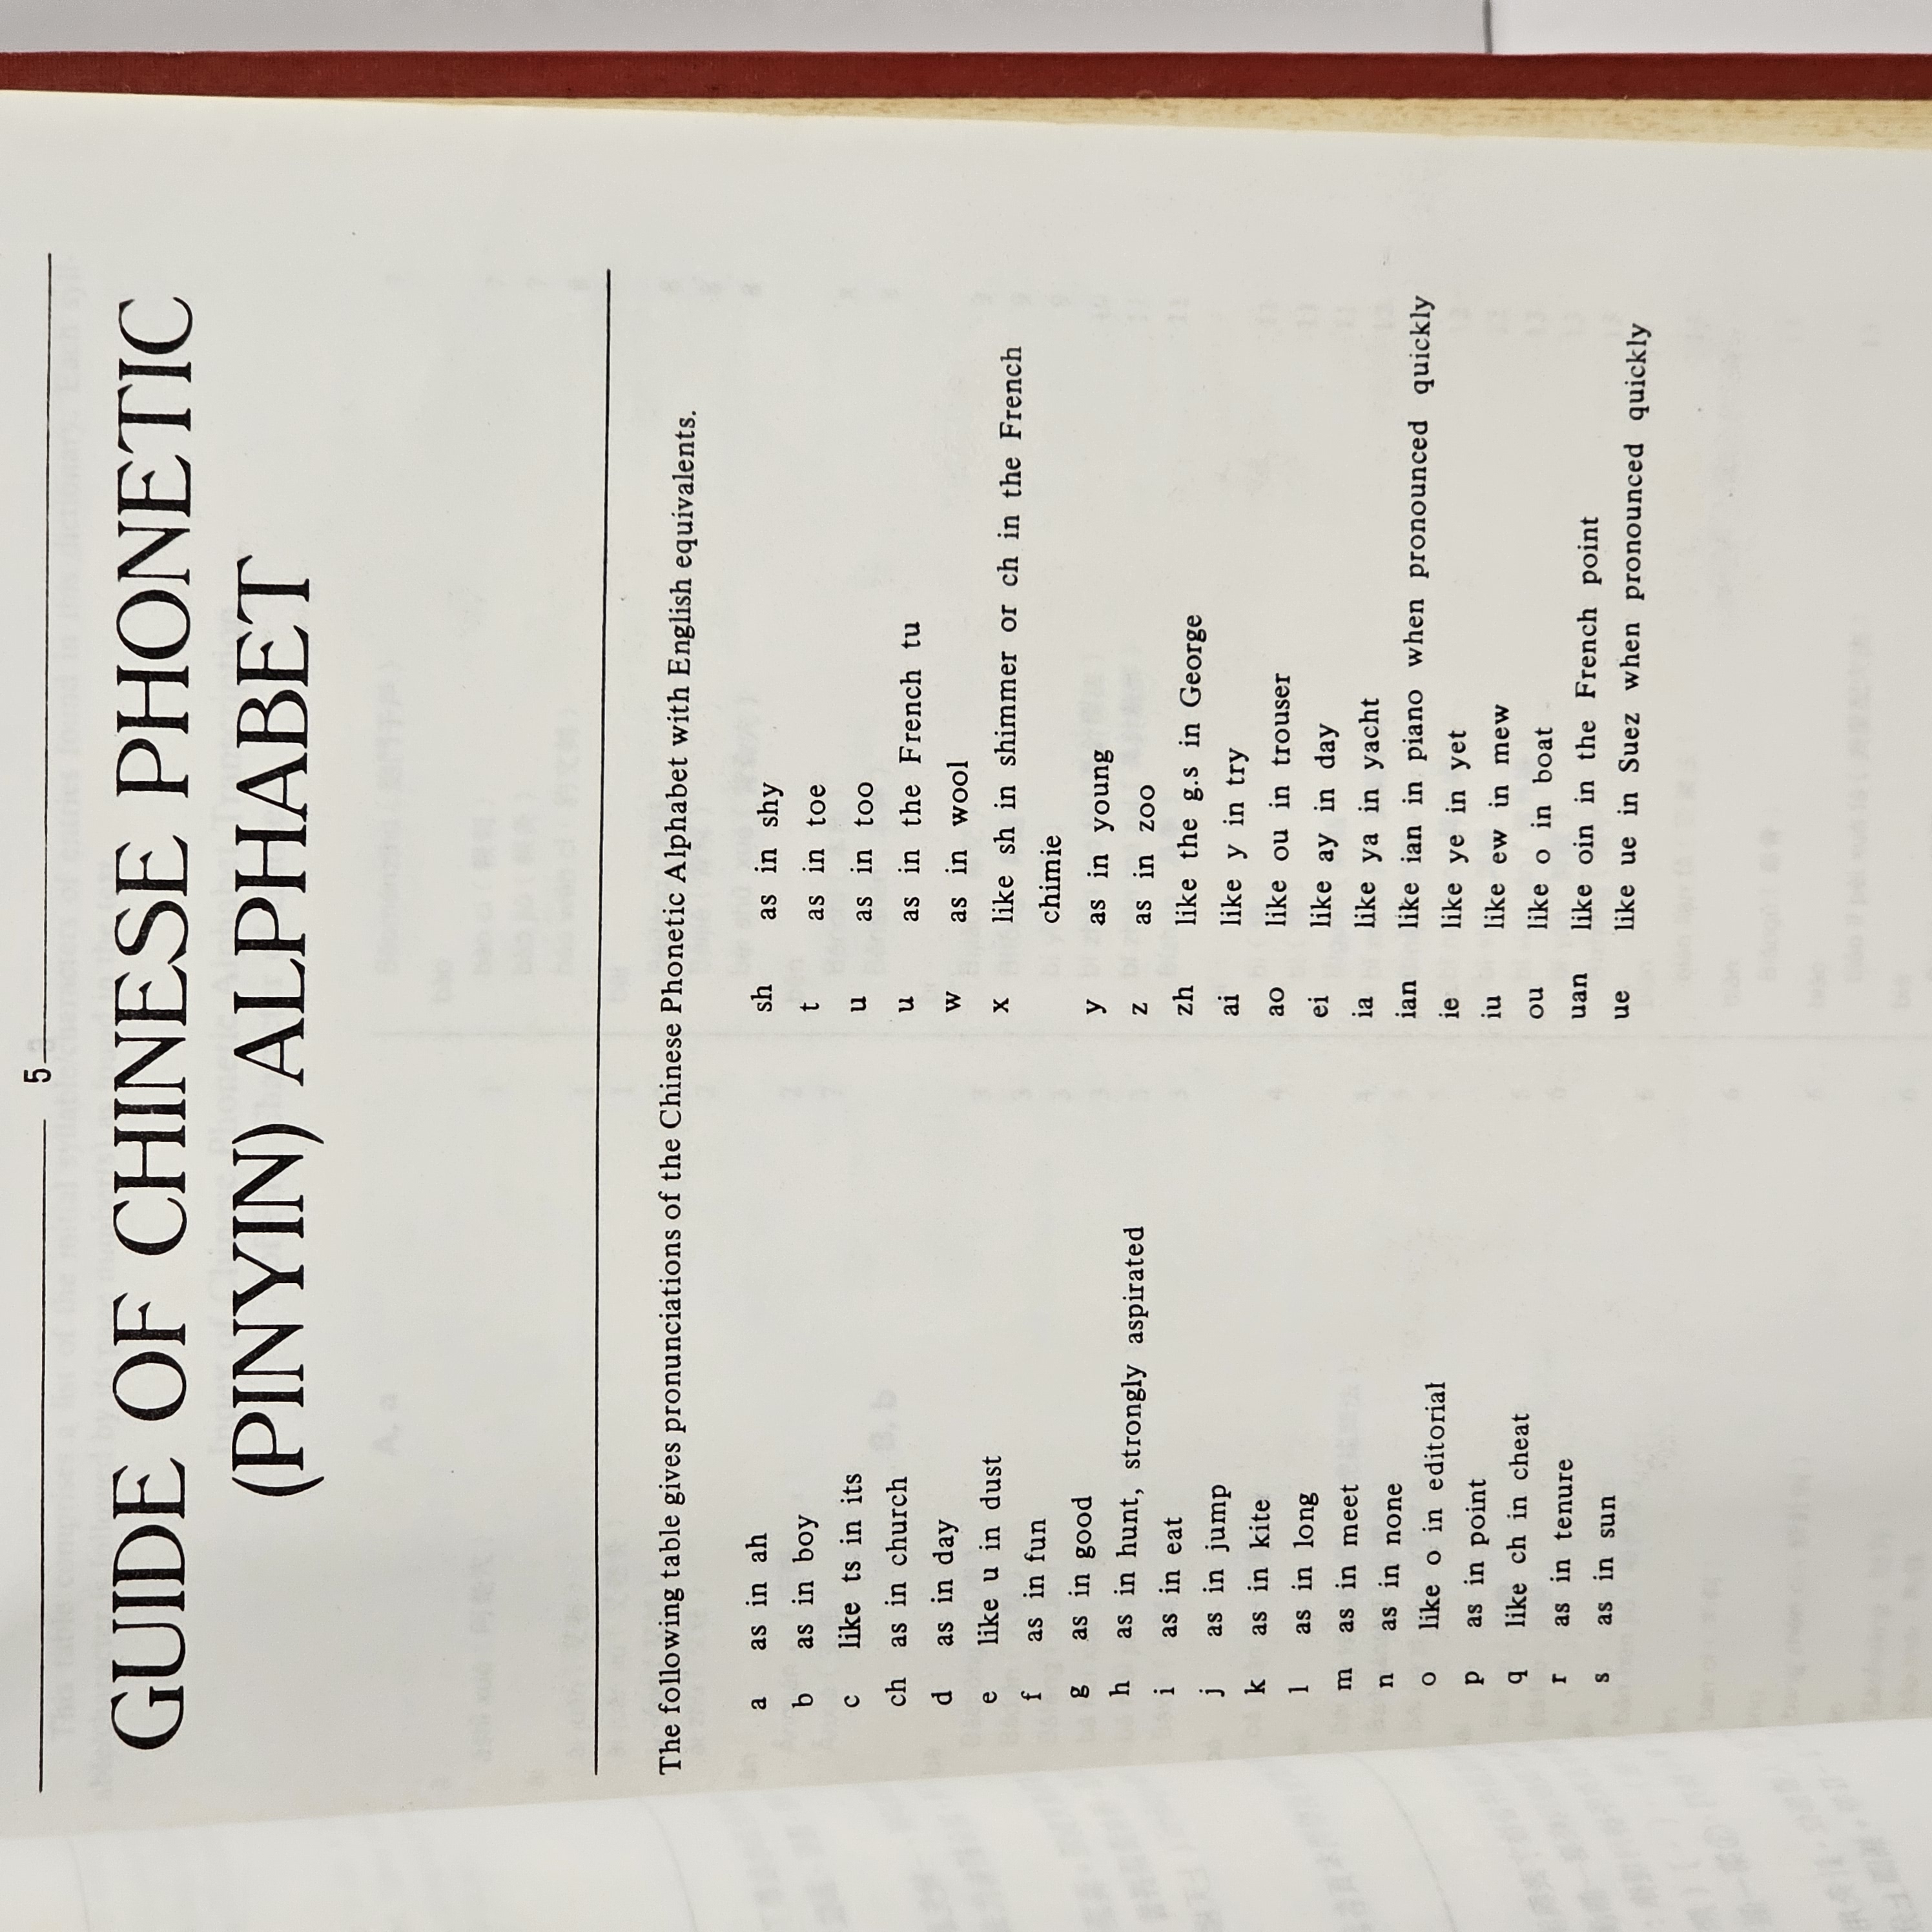 5
GUIDE OF CHINESE PHONETIC
(PINYIN) ALPHABET
The following table gives pronunciations of the Chinese Phonetic Alphabet with English equivalents.
a as in ah
b as in boy
c like ts in its
ch as in church
d as in day
e like u in dust
f as in fun
g as in good
h as in hunt, strongly aspirated
i as in eat
j as in jump
k as in kite
l as in long
m as in meet
n as in none
o like o in editorial
p as in point
q like ch in cheat
r as in tenure
s as in sun
sh as in shy
t as in toe
u as in too
u as in the French tu
w as in wool
x like sh in shimmer or ch in the French
chimie
y as in young
z as in zoo
zh like the g.s in George
ai like y in try
ao like ou in trouser
ei like ay in day
ia like ya in yacht
ian like ian in piano when pronounced quickly
ie like ye in yet
iu like ew in mew
ou like o in boat
uan like oin in the French point
ue like ue in Suez when pronounced quickly